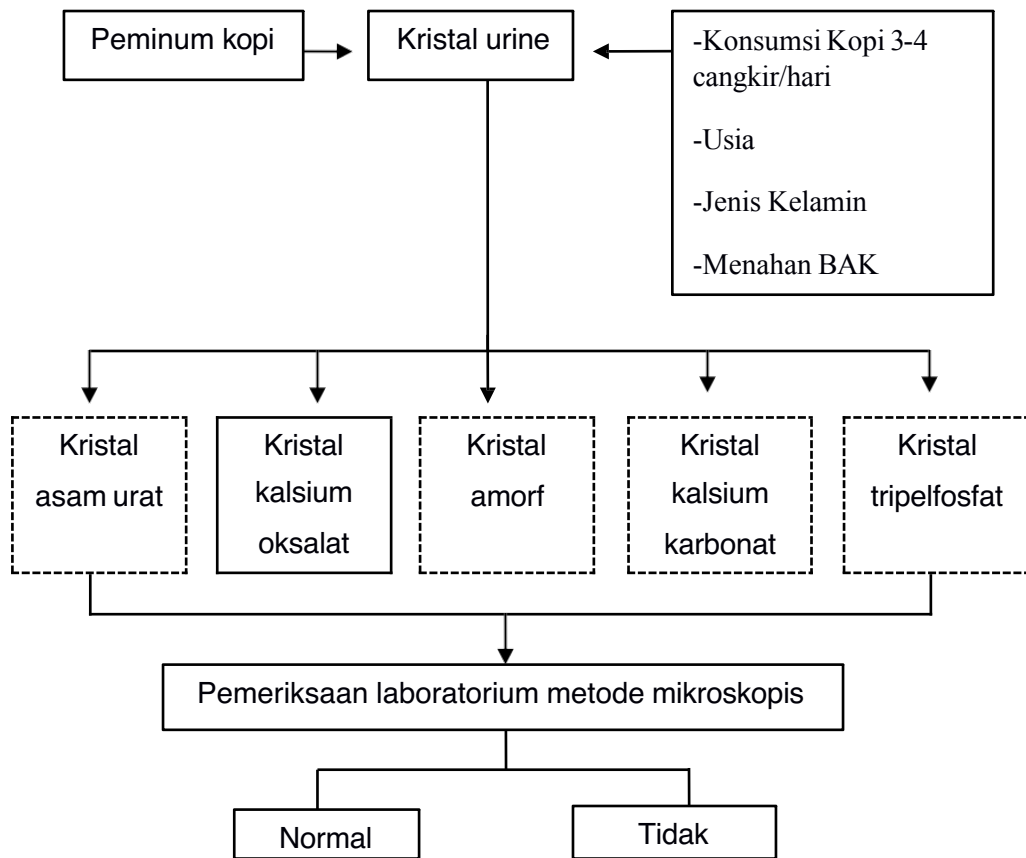 Peminum kopi
Kristal urine
-Konsumsi Kopi 3-4
cangkir/hari
-Usia
-Jenis Kelamin
-Menahan BAK
Kristal
asam urat
Kristal
kalsium
oksalat
Kristal
amorf
Kristal
kalsium
karbonat
Kristal
tripelfosfat
Pemeriksaan laboratorium metode mikroskopis
Normal
Tidak